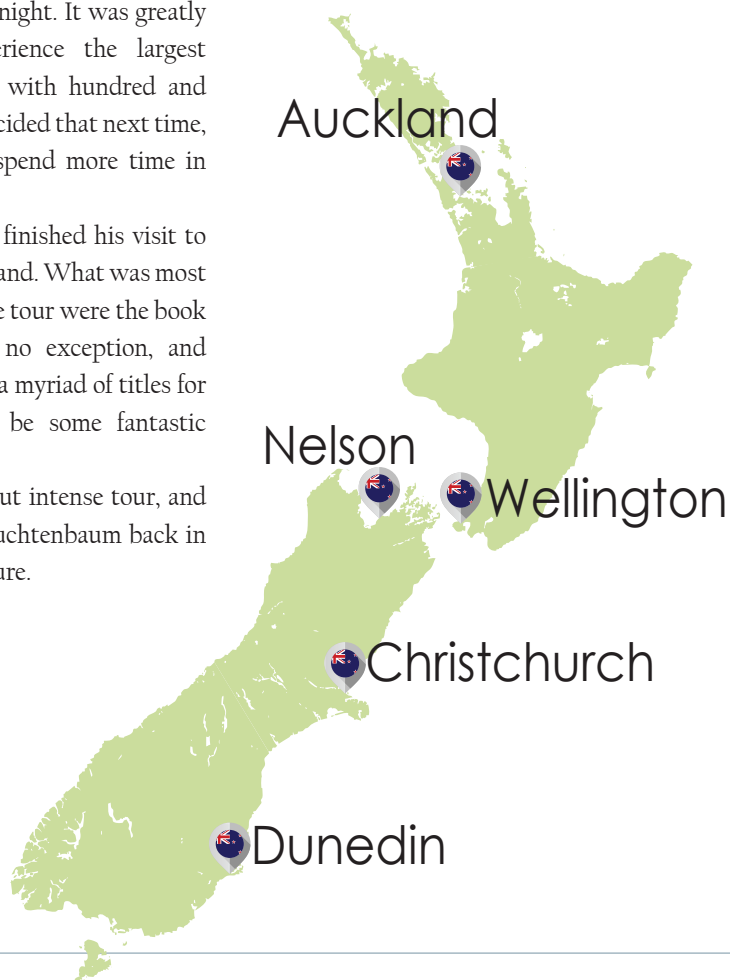 night. It was greatly
erience the largest
with hundred and
cided that next time,
spend more time in
finished his visit to
and. What was most
e tour were the book
no exception, and
a myriad of titles for
be some fantastic
ut intense tour, and
uchtenbaum back in
ure.
Auckland
Nelson
Wellington
Christchurch
Dunedin